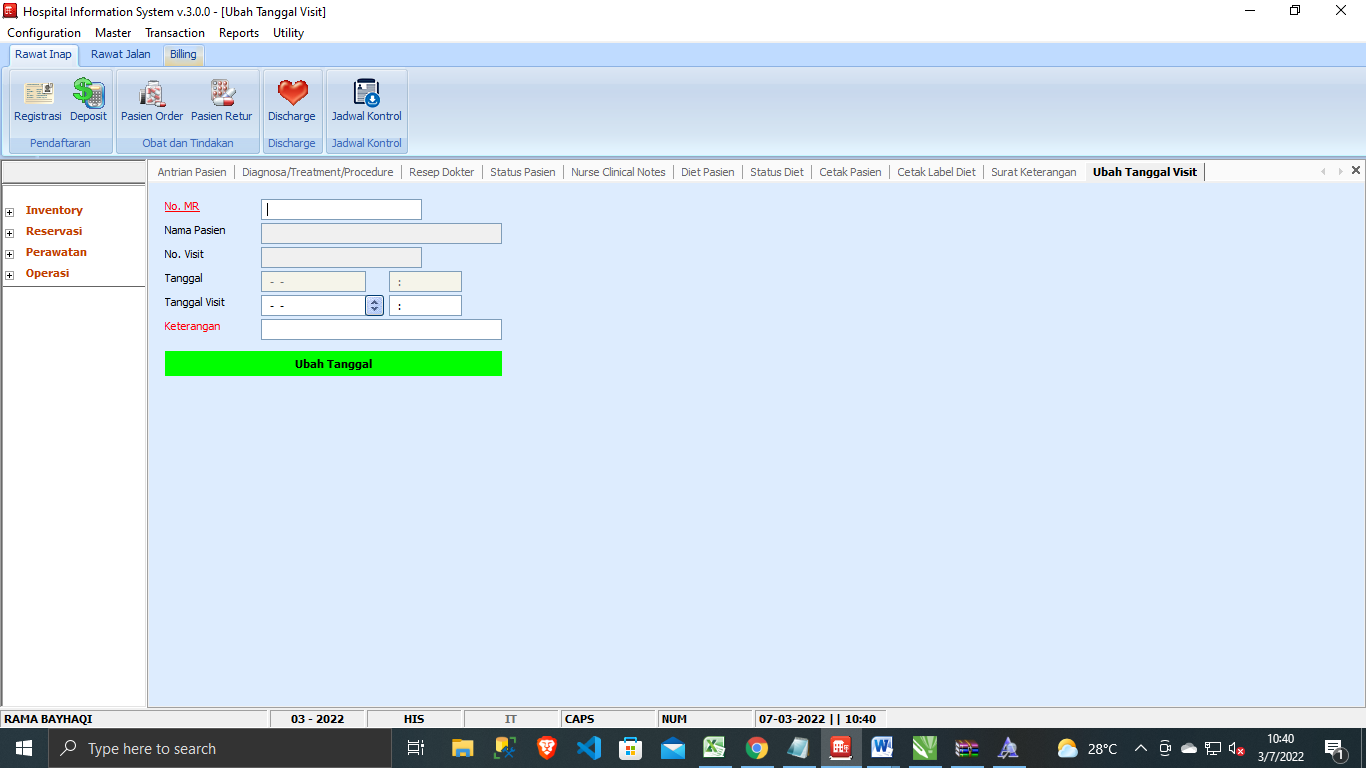 Hospital Information System v.3.0.0 - [Ubah Tanggal Visit]
Configuration Master Transaction Reports Utility
Rawat Inap Rawat Jalan Billing
Registrasi Deposit Pasien Order Pasien Retur Discharge Jadwal Kontrol
Pendaftaran Obat dan Tindakan Discharge Jadwal Kontrol
Antrian Pasien Diagnosa/Treatment/Procedure Resep Dokter Status Pasien Nurse Clinical Notes Diet Pasien Status Diet Cetak Pasien Cetak Label Diet Surat Keterangan Ubah Tanggal Visit
Inventory
Reservasi
Perawatan
Operasi
No. MR
Nama Pasien
No. Visit
Tanggal - - :
Tanggal Visit - - :
Keterangan
Ubah Tanggal
RAMA BAYHAQI 03 - 2022 HIS IT CAPS NUM 07-03-2022 || 10:40
Type here to search 28°C 10:40
3/7/2022 1